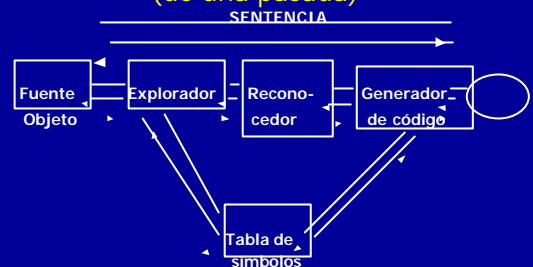 (de una pasada)
SENTENCIA
Fuente
Objeto
Explorador
Recono-
cedor
Generador
de código
Tabla de
símbolos